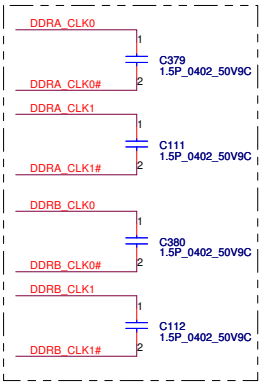 DDRA_CLK0
1
C379
1.5P_0402_50V9C
2
DDRA_CLK0#
DDRA_CLK1
1
C111
1.5P_0402_50V9C
2
DDRA_CLK1#
DDRB_CLK0
1
C380
1.5P_0402_50V9C
2
DDRB_CLK0#
DDRB_CLK1
1
C112
1.5P_0402_50V9C
2
DDRB_CLK1#